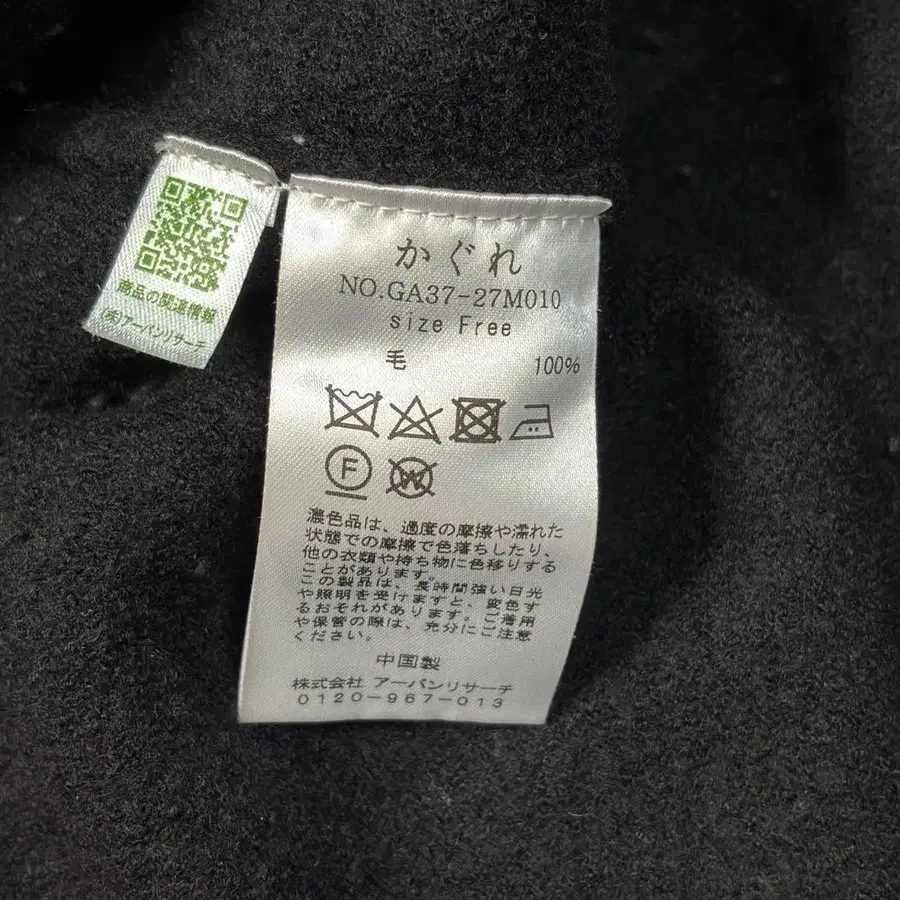 商品の関連情報
(株)アーバンリサーチ
かぐれ
NO.GA37-27M010
size Free
毛 100%
F
W
濃色品は、過度の摩擦や濡れた
状態での摩擦で色落ちしたり、
他の衣類や持ち物に色移りする
ことがあります。
この製品は、長時間強い日光
や照明を受けますと、変色す
るおそれがあります。ご着用
や保管の際は、充分にご注意
ください。
中国製
株式会社 アーバンリサーチ
0120-967-013